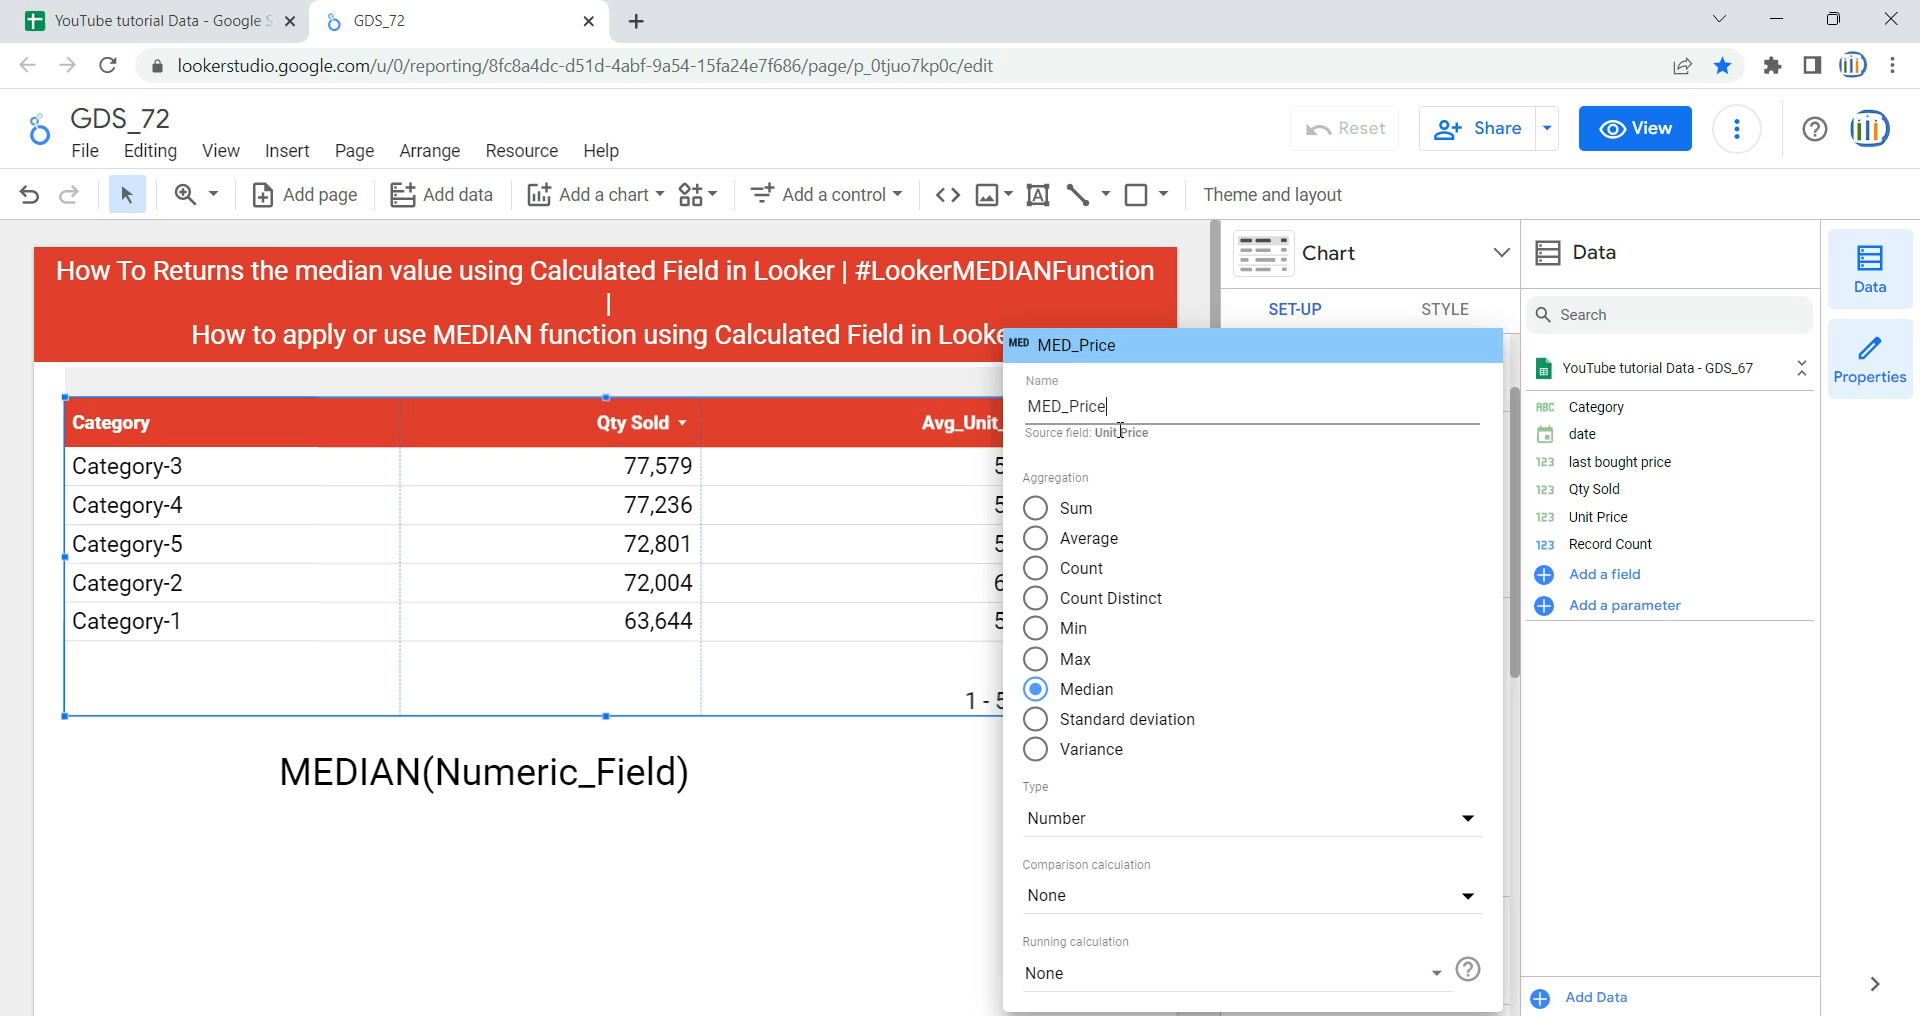 YouTube tutorial Data - Google S
GDS_72
lookerstudio.google.com/u/0/reporting/8fc8a4dc-d51d-4abf-9a54-15fa24e7f686/page/p_0tjuo7kp0c/edit
GDS_72
File Editing View Insert Page Arrange Resource Help
Reset Share View
Add page Add data Add a chart Add a control Theme and layout
How To Returns the median value using Calculated Field in Looker | #LookerMEDIANFunction
|
How to apply or use MEDIAN function using Calculated Field in Looke
Category Qty Sold Avg_Unit_
Category-3 77,579 5
Category-4 77,236 5
Category-5 72,801 5
Category-2 72,004 6
Category-1 63,644 5
1 - 5
MEDIAN(Numeric_Field)
Chart
SET-UP STYLE
MED MED_Price
Name
MED_Price
Source field: Unit Price
Aggregation
Sum
Average
Count
Count Distinct
Min
Max
Median
Standard deviation
Variance
Type
Number
Comparison calculation
None
Running calculation
None
Data
Search
YouTube tutorial Data - GDS_67
ABC Category
date
123 last bought price
123 Qty Sold
123 Unit Price
123 Record Count
Add a field
Add a parameter
Add Data
Data
Properties